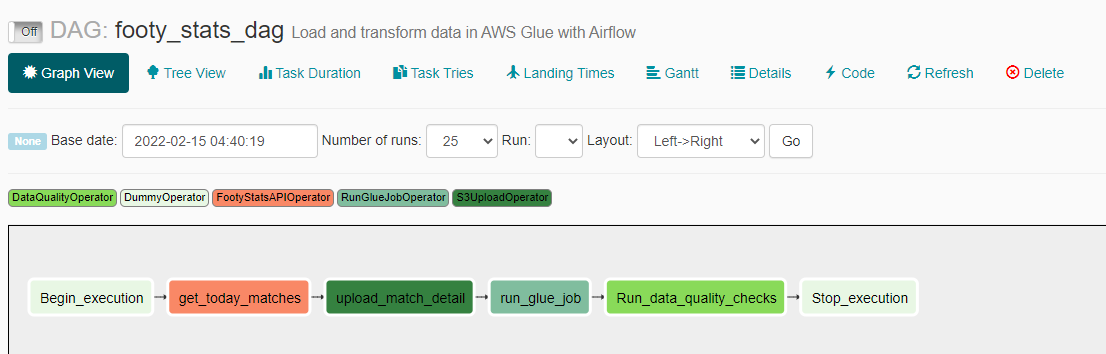 Off DAG: footy_stats_dag Load and transform data in AWS Glue with Airflow
Graph View Tree View Task Duration Task Tries Landing Times Gantt Details Code Refresh Delete
None Base date: 2022-02-15 04:40:19 Number of runs: 25 Run: Layout: Left->Right Go
DataQualityOperator DummyOperator FootyStatsAPIOperator RunGlueJobOperator S3UploadOperator
Begin_execution get_today_matches upload_match_detail run_glue_job Run_data_quality_checks Stop_execution